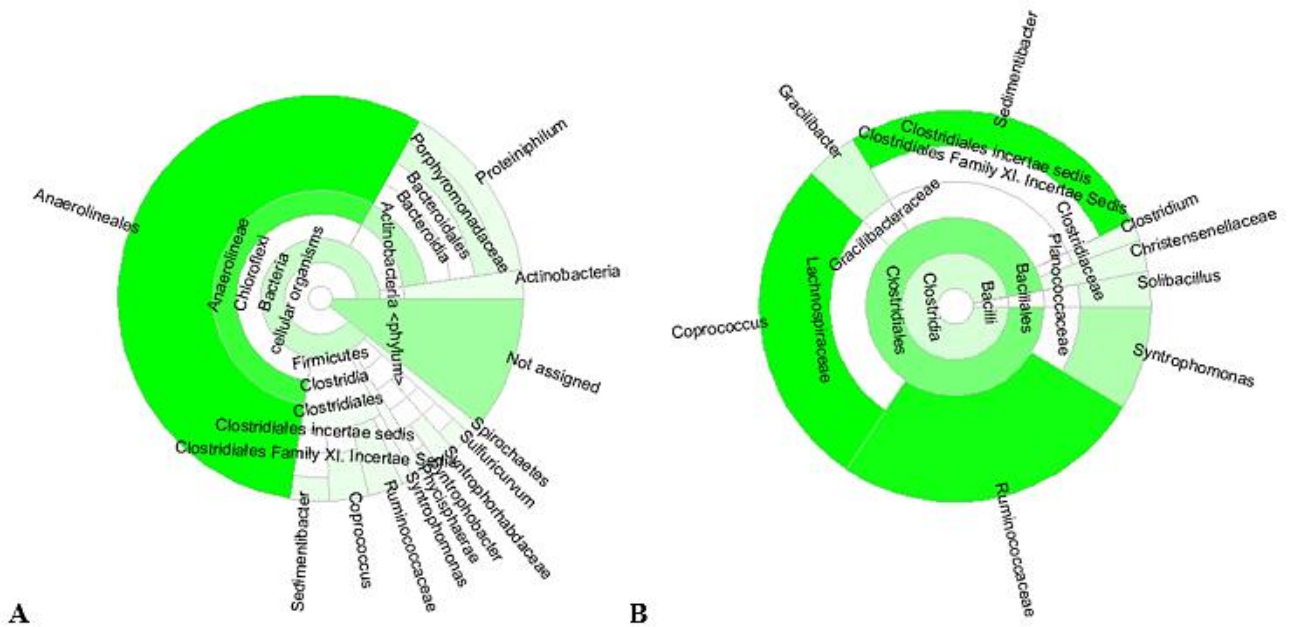 Anaerolineales
Anaerolineae
Chloroflexi
Bacteria
cellular organisms
Porphyromonadaceae
Bacteroidales
Bacteroidia
Proteiniphilum
Actinobacteria <phylum>
Actinobacteria
Not assigned
Firmicutes
Clostridia
Clostridiales
Clostridiales incertae sedis
Clostridiales Family XI. Incertae Sedis
Spirochaetes
Sulfuricurvum
Syntrophorhabdaceae
Syntrophobacter
Phycisphaerae
Syntrophomonas
Ruminococcaceae
Coprococcus
Sedimentibacter
A
Sedimentibacter
Gracilibacter
Clostridiales incertae sedis
Clostridiales Family XI. Incertae Sedis
Gracilibacteraceae
Clostridium
Christensenellaceae
Clostridiaceae
Solibacillus
Planococcaceae
Bacillales
Bacilli
Clostridia
Clostridiales
Lachnospiraceae
Coprococcus
Syntrophomonas
Ruminococcaceae
B